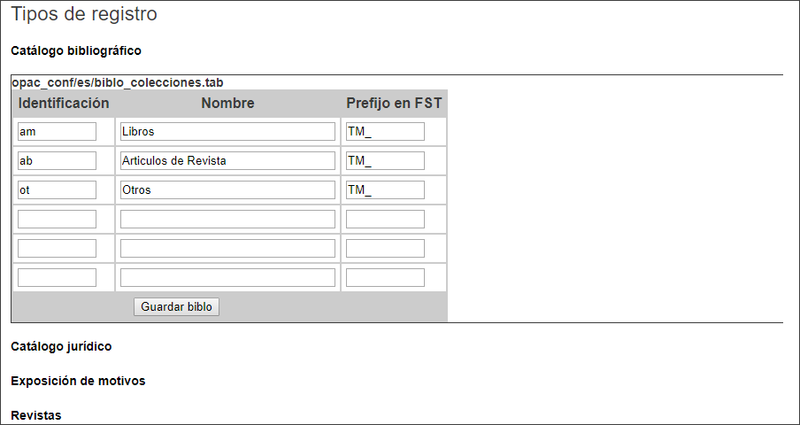 Tipos de registro
Catálogo bibliográfico
opac_conf/es/biblo_colecciones.tab
Identificación Nombre Prefijo en FST
am Libros TM_
ab Articulos de Revista TM_
ot Otros TM_
Guardar biblo
Catálogo jurídico
Exposición de motivos
Revistas